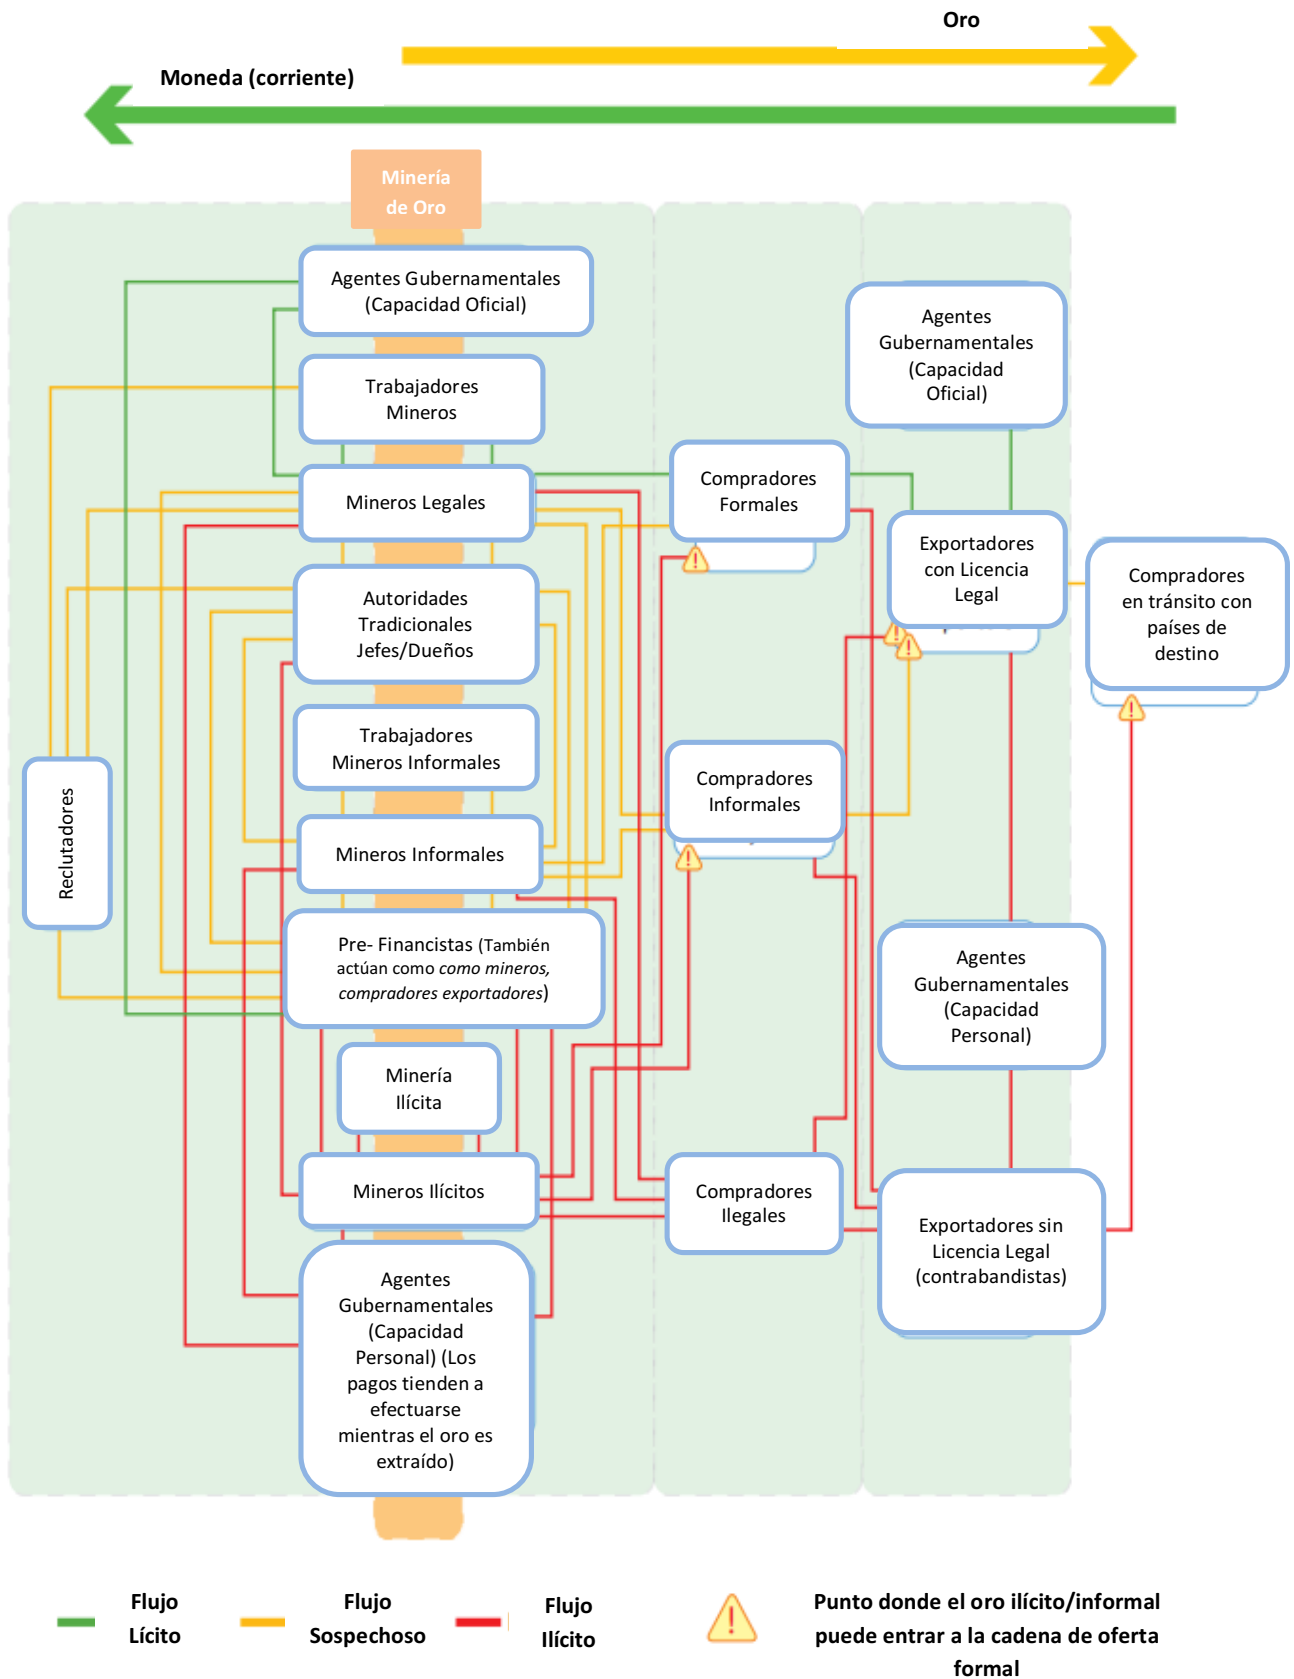 Oro
Moneda (corriente)
Minería
de Oro
Agentes Gubernamentales
(Capacidad Oficial)
Trabajadores
Mineros
Mineros Legales
Autoridades
Tradicionales
Jefes/Dueños
Trabajadores
Mineros Informales
Mineros Informales
Reclutadores
Pre- Financistas (También
actúan como como mineros,
compradores exportadores)
Minería
Ilícita
Mineros Ilícitos
Agentes
Gubernamentales
(Capacidad
Personal) (Los
pagos tienden a
efectuarse
mientras el oro es
extraído)
Compradores
Formales
Compradores
Informales
Compradores
Ilegales
Agentes
Gubernamentales
(Capacidad
Oficial)
Exportadores
con Licencia
Legal
Agentes
Gubernamentales
(Capacidad
Personal)
Exportadores sin
Licencia Legal
(contrabandistas)
Compradores
en tránsito con
países de
destino
Flujo
Lícito
Flujo
Sospechoso
Flujo
Ilícito
Punto donde el oro ilícito/informal
puede entrar a la cadena de oferta
formal